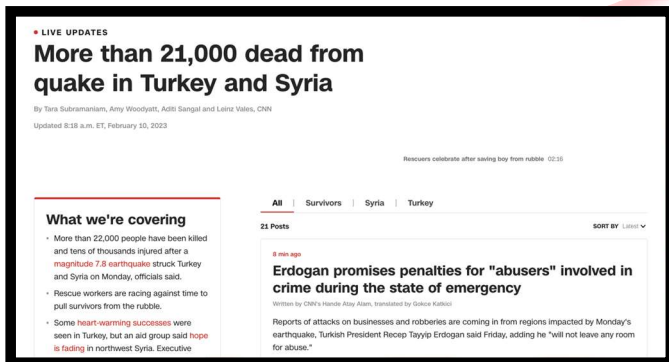 • LIVE UPDATES
More than 21,000 dead from
quake in Turkey and Syria
By Tara Subramaniam, Amy Woodyatt, Aditi Sangal and Leinz Vales, CNN
Updated 8:18 a.m. ET, February 10, 2023
Rescuers celebrate after saving boy from rubble 02:16
What we're covering
• More than 22,000 people have been killed
and tens of thousands injured after a
magnitude 7.8 earthquake struck Turkey
and Syria on Monday, officials said.
• Rescue workers are racing against time to
pull survivors from the rubble.
• Some heart-warming successes were
seen in Turkey, but an aid group said hope
is fading in northwest Syria. Executive
All | Survivors | Syria | Turkey
21 Posts SORT BY Latest
8 min ago
Erdogan promises penalties for "abusers" involved in
crime during the state of emergency
Written by CNN's Hande Atay Alam, translated by Gokce Kalkici
Reports of attacks on businesses and robberies are coming in from regions impacted by Monday's
earthquake, Turkish President Recep Tayyip Erdogan said Friday, adding he "will not leave any room
for abuse."